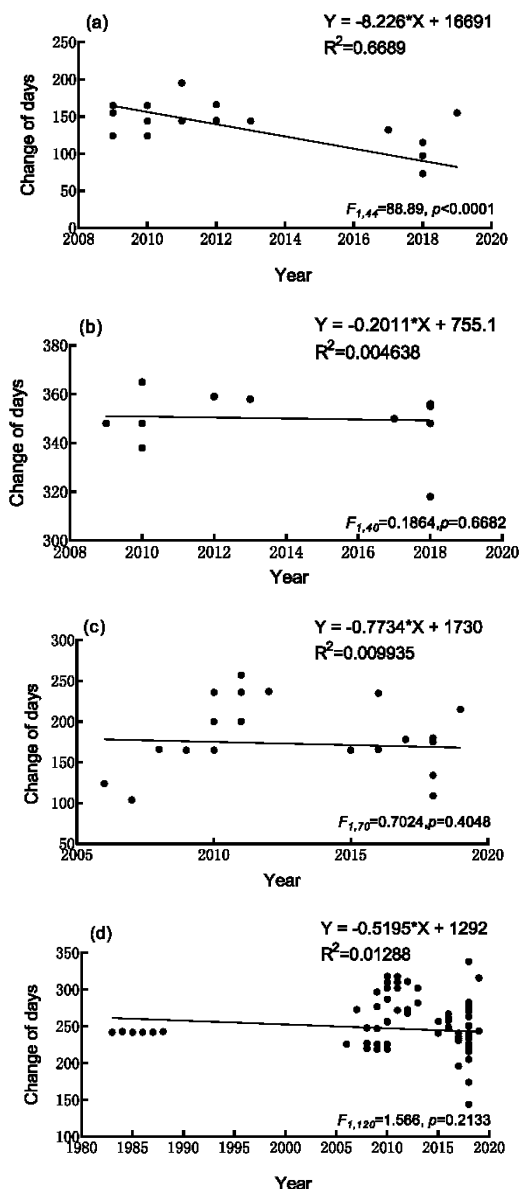 (a)
Y = -8.226*X + 16691
R²=0.6689
250
200
150
100
50
0
Change of days
F1,44=88.89, p<0.0001
2008 2010 2012 2014 2016 2018 2020
Year
(b)
Y = -0.2011*X + 755.1
R²=0.004638
380
360
340
320
300
Change of days
F1,40=0.1864,p=0.6682
2008 2010 2012 2014 2016 2018 2020
Year
(c)
Y = -0.7734*X + 1730
R²=0.009935
300
250
200
150
100
50
Change of days
F1,70=0.7024,p=0.4048
2005 2010 2015 2020
Year
(d)
Y = -0.5195*X + 1292
R²=0.01288
350
300
250
200
150
100
Change of days
F1,120=1.566, p=0.2133
1980 1985 1990 1995 2000 2005 2010 2015 2020
Year